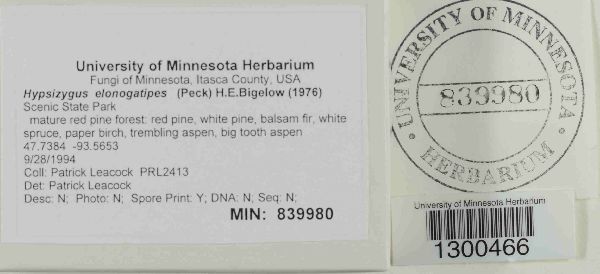 University of Minnesota Herbarium
Fungi of Minnesota, Itasca County, USA
Hypsizygus elonogatipes (Peck) H.E.Bigelow (1976)
Scenic State Park
mature red pine forest: red pine, white pine, balsam fir, white
spruce, paper birch, trembling aspen, big tooth aspen
47.7384 -93.5653
9/28/1994
Coll: Patrick Leacock PRL2413
Det: Patrick Leacock
Desc: N; Photo: N; Spore Print: Y; DNA: N; Seq: N;
MIN: 839980
UNIVERSITY OF MINNESOTA
839980
HERBARIUM
University of Minnesota Herbarium
1300466